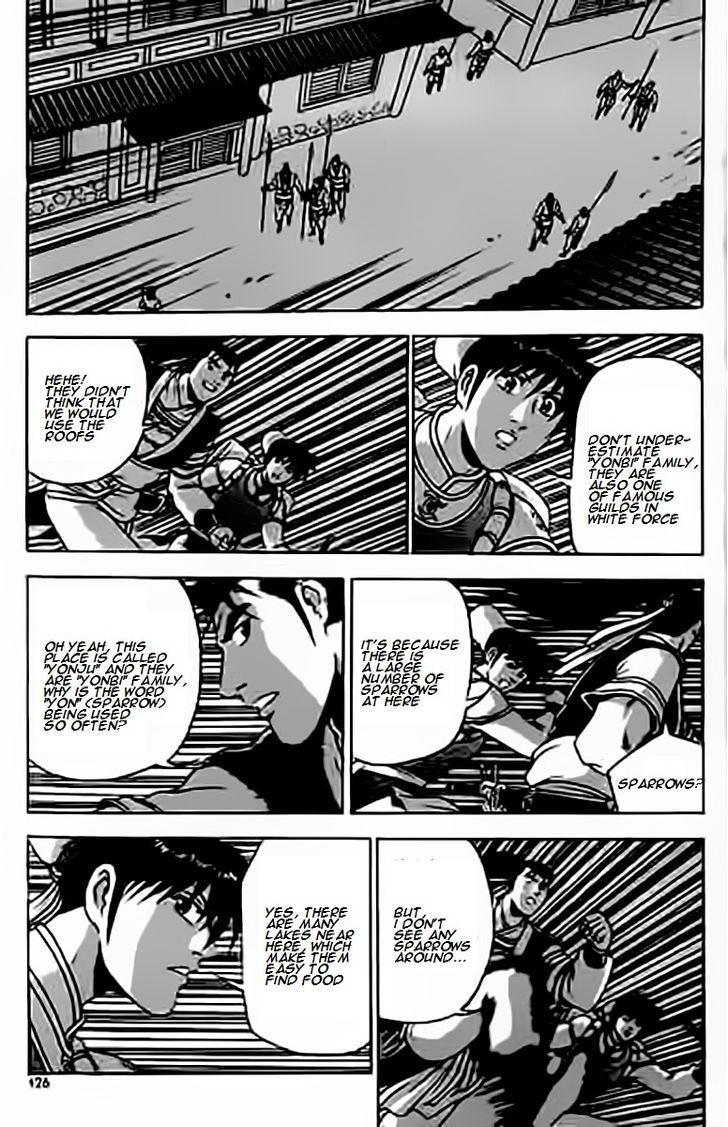 HEHE!
THEY DIDN'T
THINK THAT
WE WOULD
USE THE
ROOFS
DON'T UNDER-
ESTIMATE
"YONBI" FAMILY,
THEY ARE
ALSO ONE
OF FAMOUS
GUILDS IN
WHITE FORCE
OH YEAH, THIS
PLACE IS CALLED
"YONJU" AND THEY
ARE "YONBI" FAMILY,
WHY IS THE WORD
"YON" <SPARROW>
BEING USED
SO OFTEN?
IT'S BECAUSE
THERE IS
A LARGE
NUMBER OF
SPARROWS
AT HERE
SPARROWS?
YES, THERE
ARE MANY
LAKES NEAR
HERE, WHICH
MAKE THEM
EASY TO
FIND FOOD
BUT
I DON'T
SEE ANY
SPARROWS
AROUND...
126